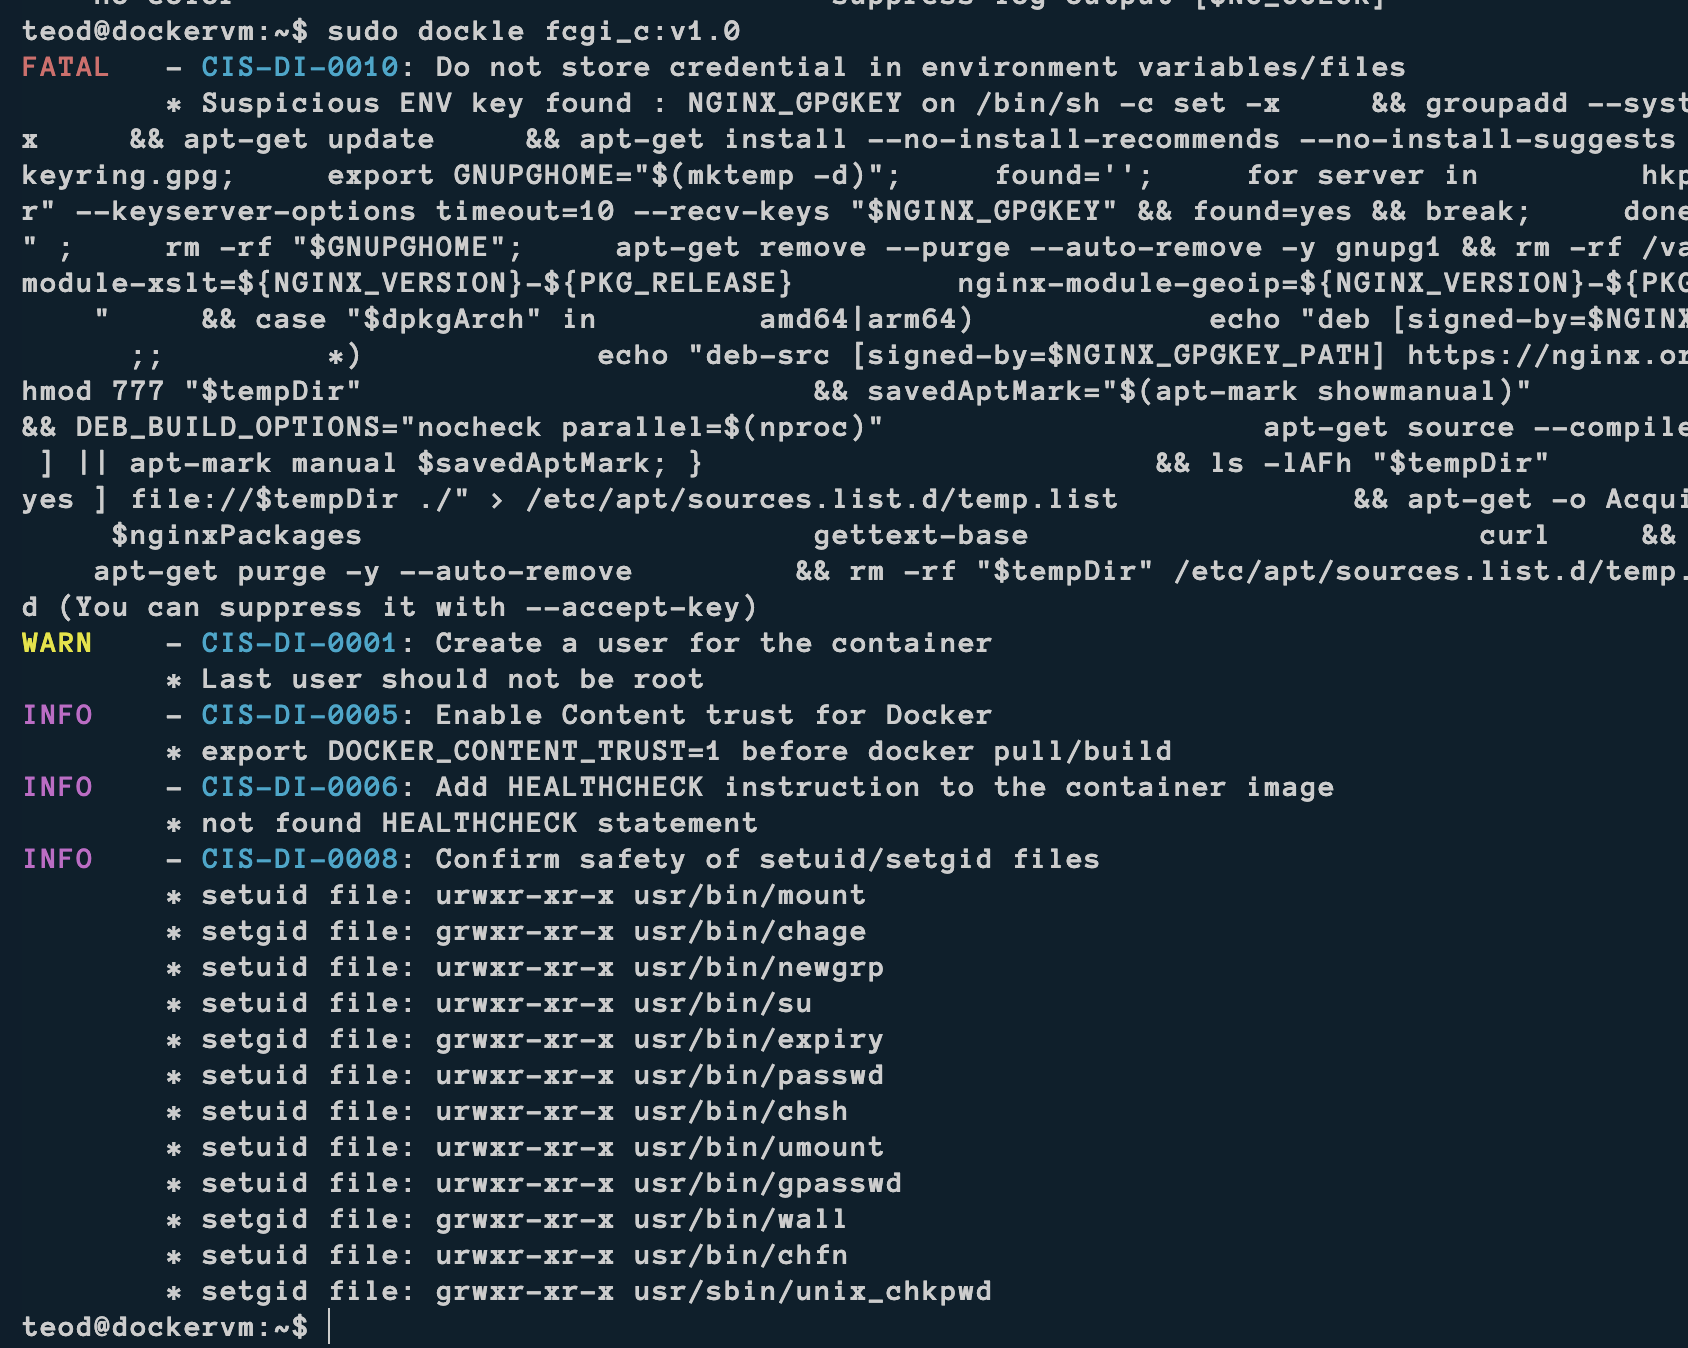 suppress log output [$NO_COLOR]
teod@dockervm:~$ sudo dockle fcgi_c:v1.0
FATAL - CIS-DI-0010: Do not store credential in environment variables/files
* Suspicious ENV key found : NGINX_GPGKEY on /bin/sh -c set -x && groupadd --syst
x && apt-get update && apt-get install --no-install-recommends --no-install-suggests
keyring.gpg; export GNUPGHOME="$(mktemp -d)"; found=''; for server in hkp
r" --keyserver-options timeout=10 --recv-keys "$NGINX_GPGKEY" && found=yes && break; done
" ; rm -rf "$GNUPGHOME"; apt-get remove --purge --auto-remove -y gnupg1 && rm -rf /va
module-xslt=${NGINX_VERSION}-${PKG_RELEASE} nginx-module-geoip=${NGINX_VERSION}-${PKG
" && case "$dpkgArch" in amd64|arm64) echo "deb [signed-by=$NGINX
;; *) echo "deb-src [signed-by=$NGINX_GPGKEY_PATH] https://nginx.or
hmod 777 "$tempDir" && savedAptMark="$(apt-mark showmanual)"
&& DEB_BUILD_OPTIONS="nocheck parallel=$(nproc)" apt-get source --compile
] || apt-mark manual $savedAptMark; } && ls -lAFh "$tempDir"
yes ] file://$tempDir ./" > /etc/apt/sources.list.d/temp.list && apt-get -o Acqui
$nginxPackages gettext-base curl &&
apt-get purge -y --auto-remove && rm -rf "$tempDir" /etc/apt/sources.list.d/temp.
d (You can suppress it with --accept-key)
WARN - CIS-DI-0001: Create a user for the container
* Last user should not be root
INFO - CIS-DI-0005: Enable Content trust for Docker
* export DOCKER_CONTENT_TRUST=1 before docker pull/build
INFO - CIS-DI-0006: Add HEALTHCHECK instruction to the container image
* not found HEALTHCHECK statement
INFO - CIS-DI-0008: Confirm safety of setuid/setgid files
* setuid file: urwxr-xr-x usr/bin/mount
* setgid file: grwxr-xr-x usr/bin/chage
* setuid file: urwxr-xr-x usr/bin/newgrp
* setuid file: urwxr-xr-x usr/bin/su
* setgid file: grwxr-xr-x usr/bin/expiry
* setuid file: urwxr-xr-x usr/bin/passwd
* setuid file: urwxr-xr-x usr/bin/chsh
* setuid file: urwxr-xr-x usr/bin/umount
* setuid file: urwxr-xr-x usr/bin/gpasswd
* setgid file: grwxr-xr-x usr/bin/wall
* setuid file: urwxr-xr-x usr/bin/chfn
* setgid file: grwxr-xr-x usr/sbin/unix_chkpwd
teod@dockervm:~$